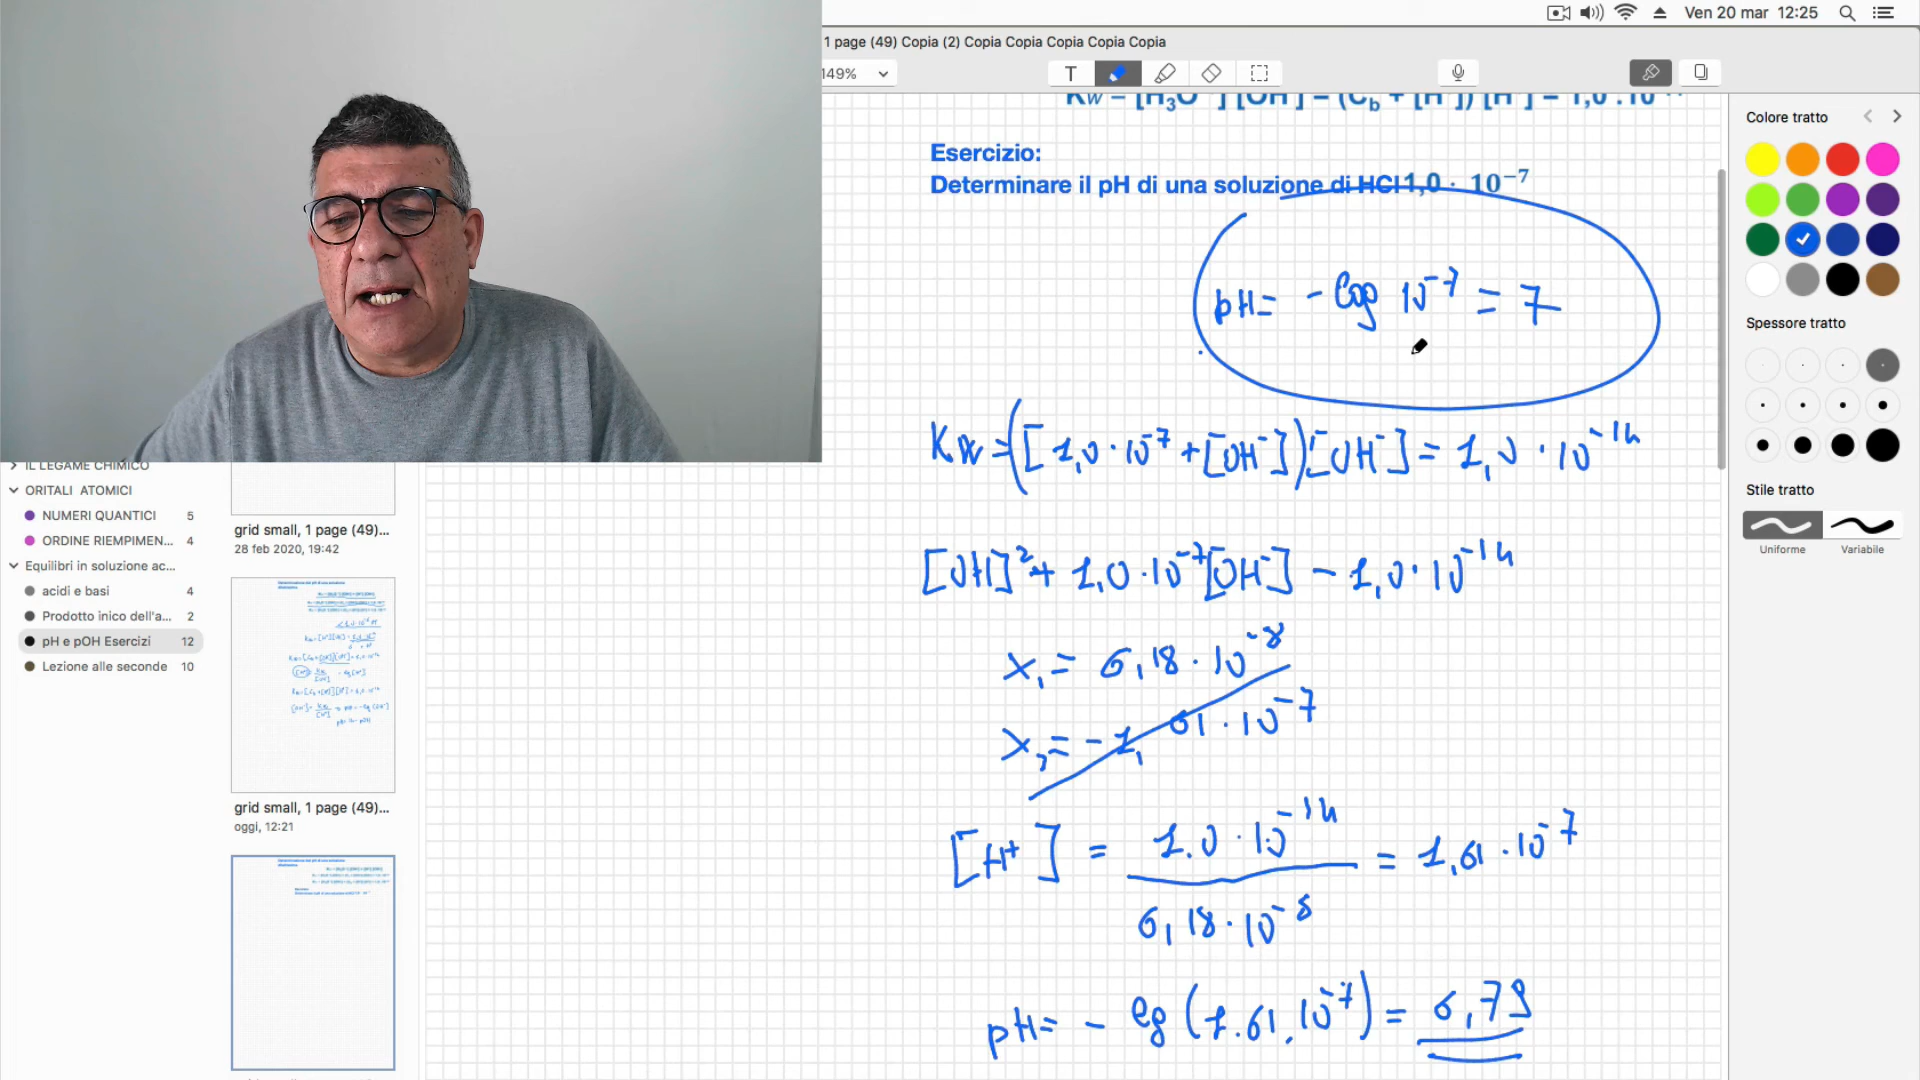 Ven 20 mar 12:25
1 page (49) Copia (2) Copia Copia Copia Copia Copia
149%
T
Esercizio:
Determinare il pH di una soluzione di HCl 1,0 · 10⁻⁷
pH= - log 10⁻⁷ = 7
Kw=([1,0·10⁻⁷+[OH⁻])[OH⁻] = 1,0·10⁻¹⁴
[OH]²+ 1,0·10⁻⁷[OH⁻] - 1,0·10⁻¹⁴
x₁= 6,18·10⁻⁸
x₂= -1,61·10⁻⁷
[H⁺] = 1.0·10⁻¹⁴ / 6,18·10⁻⁸ = 1,61·10⁻⁷
pH= - lg (1.61.10⁻⁷) = 6,79
IL LEGAME CHIMICO
ORITALI ATOMICI
NUMERI QUANTICI 5
ORDINE RIEMPIMEN... 4
Equilibri in soluzione ac...
acidi e basi 4
Prodotto inico dell'a... 2
pH e pOH Esercizi 12
Lezione alle seconde 10
grid small, 1 page (49)...
28 feb 2020, 19:42
grid small, 1 page (49)...
oggi, 12:21
Colore tratto
Spessore tratto
Stile tratto
Uniforme Variabile